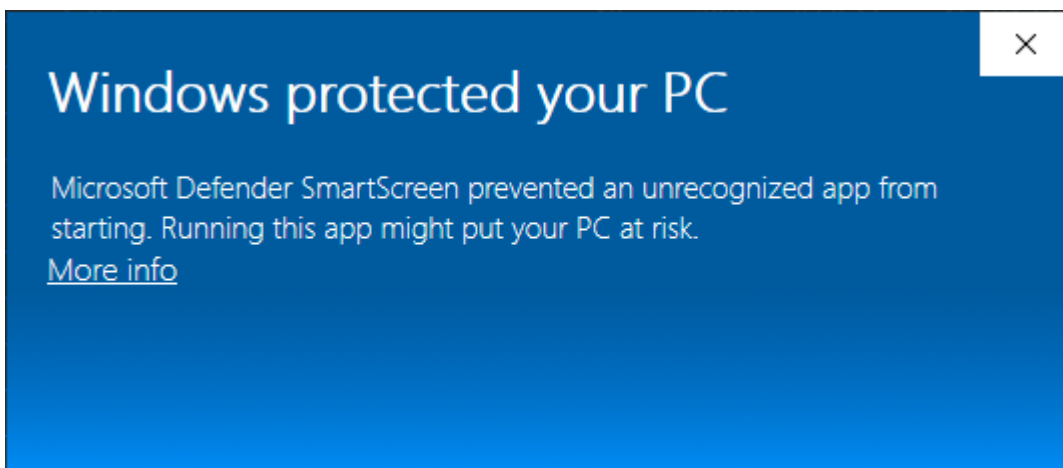 Windows protected your PC
Microsoft Defender SmartScreen prevented an unrecognized app from
starting. Running this app might put your PC at risk.
More info